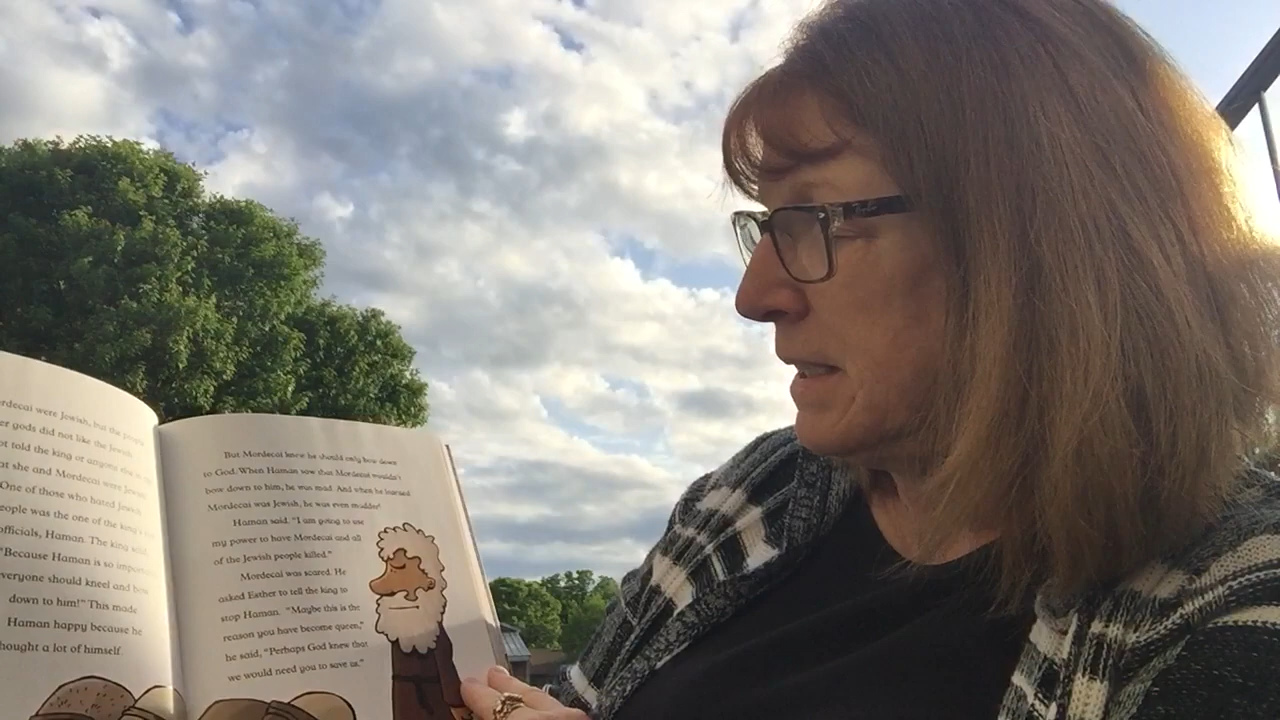 rdecai were Jewish, but the people
er gods did not like the Jewish
ot told the king or anyone else in
at she and Mordecai were Jewish
One of those who hated Jewish
eople was the one of the king's
officials, Haman. The king said,
"Because Haman is so important
veryone should kneel and bow
down to him!" This made
Haman happy because he
hought a lot of himself.
But Mordecai knew he should only bow down
to God. When Haman saw that Mordecai wouldn't
bow down to him, he was mad. And when he learned
Mordecai was Jewish, he was even madder!
Haman said, "I am going to use
my power to have Mordecai and all
of the Jewish people killed."
Mordecai was scared. He
asked Esther to tell the king to
stop Haman. "Maybe this is the
reason you have become queen,"
he said, "Perhaps God knew that
we would need you to save us."